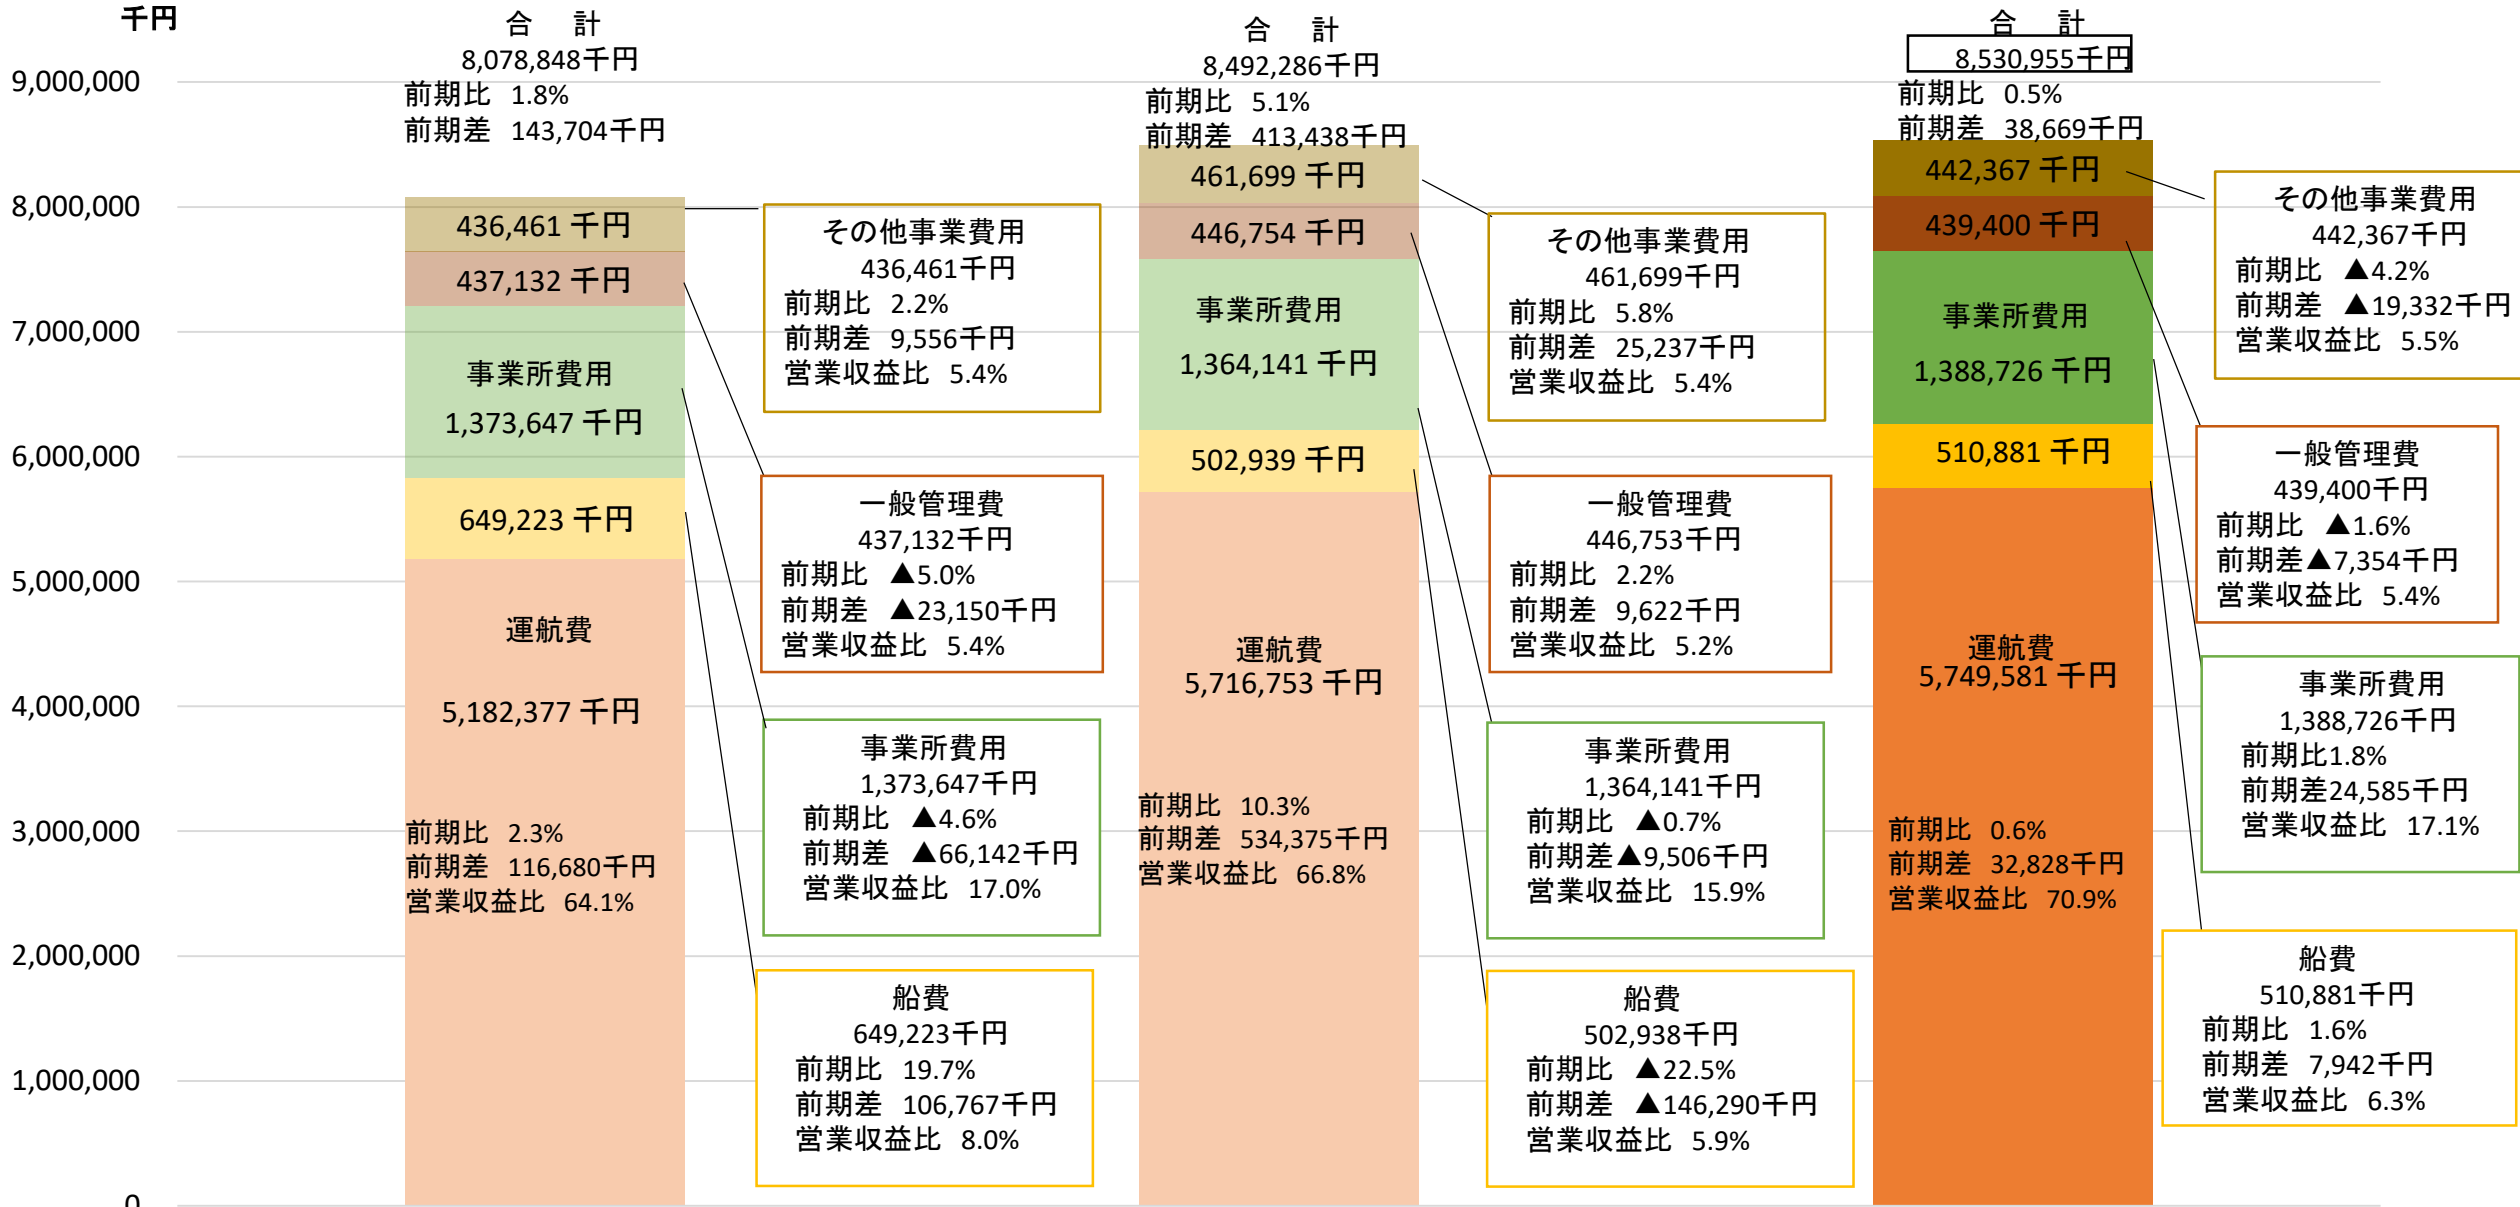 千円
9,000,000
8,000,000
7,000,000
6,000,000
5,000,000
4,000,000
3,000,000
2,000,000
1,000,000
0
合　計
8,078,848千円
前期比 1.8%
前期差 143,704千円
436,461 千円
437,132 千円
事業所費用
1,373,647 千円
649,223 千円
運航費
5,182,377 千円
前期比 2.3%
前期差 116,680千円
営業収益比 64.1%
その他事業費用
436,461千円
前期比 2.2%
前期差 9,556千円
営業収益比 5.4%
一般管理費
437,132千円
前期比 ▲5.0%
前期差 ▲23,150千円
営業収益比 5.4%
事業所費用
1,373,647千円
前期比 ▲4.6%
前期差 ▲66,142千円
営業収益比 17.0%
船費
649,223千円
前期比 19.7%
前期差 106,767千円
営業収益比 8.0%
合　計
8,492,286千円
前期比 5.1%
前期差 413,438千円
461,699 千円
446,754 千円
事業所費用
1,364,141 千円
502,939 千円
運航費
5,716,753 千円
前期比 10.3%
前期差 534,375千円
営業収益比 66.8%
その他事業費用
461,699千円
前期比 5.8%
前期差 25,237千円
営業収益比 5.4%
一般管理費
446,753千円
前期比 2.2%
前期差 9,622千円
営業収益比 5.2%
事業所費用
1,364,141千円
前期比 ▲0.7%
前期差▲9,506千円
営業収益比 15.9%
船費
502,938千円
前期比 ▲22.5%
前期差 ▲146,290千円
営業収益比 5.9%
合　計
8,530,955千円
前期比 0.5%
前期差 38,669千円
442,367 千円
439,400 千円
事業所費用
1,388,726 千円
510,881 千円
運航費
5,749,581 千円
前期比 0.6%
前期差 32,828千円
営業収益比 70.9%
その他事業費用
442,367千円
前期比 ▲4.2%
前期差 ▲19,332千円
営業収益比 5.5%
一般管理費
439,400千円
前期比 ▲1.6%
前期差▲7,354千円
営業収益比 5.4%
事業所費用
1,388,726千円
前期比1.8%
前期差24,585千円
営業収益比 17.1%
船費
510,881千円
前期比 1.6%
前期差 7,942千円
営業収益比 6.3%